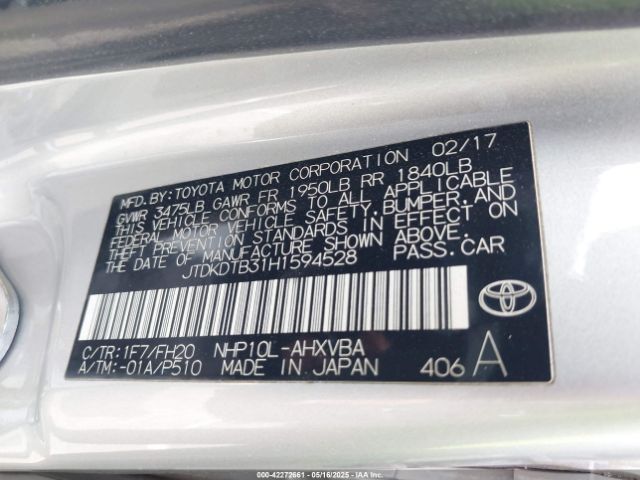 MFD.BY:TOYOTA MOTOR CORPORATION 02/17
GVWR 3475LB GAWR FR 1950LB RR 1840LB
THIS VEHICLE CONFORMS TO ALL APPLICABLE
FEDERAL MOTOR VEHICLE SAFETY,BUMPER,AND
THEFT PREVENTION STANDARDS IN EFFECT ON
THE DATE OF MANUFACTURE SHOWN ABOVE.
JTDKDTB31H1594528 PASS.CAR
C/TR:1F7/FH20 NHP10L-AHXVBA
A/TM:-01A/P510 MADE IN JAPAN 406 A
000-42272661 - 05/16/2025 - IAA Inc.